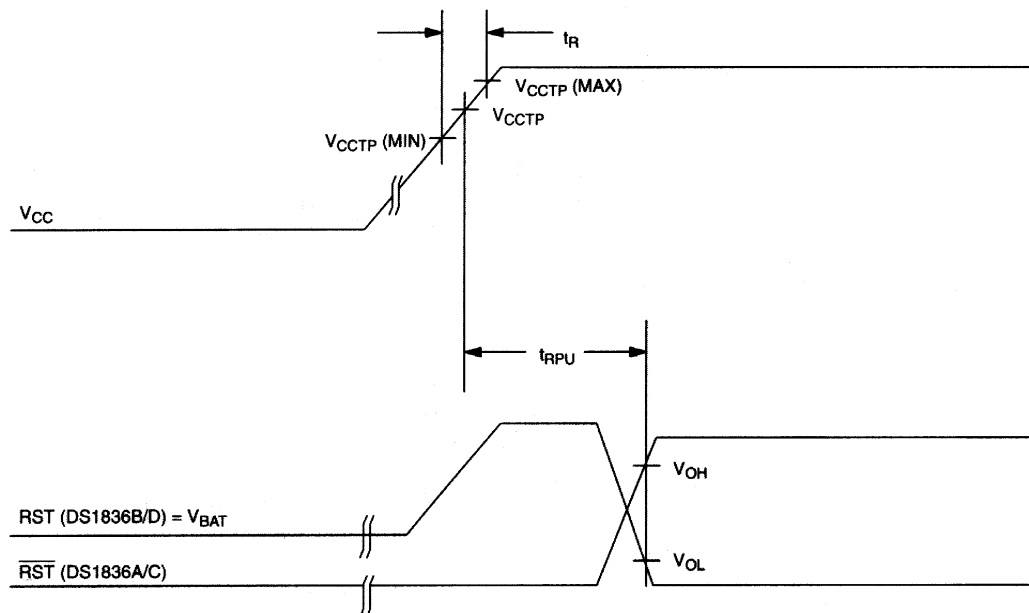 tR
VCCTP (MAX)
VCCTP
VCCTP (MIN)
VCC
tRPU
VOH
RST (DS1836B/D) = VBAT
VOL
RST (DS1836A/C)